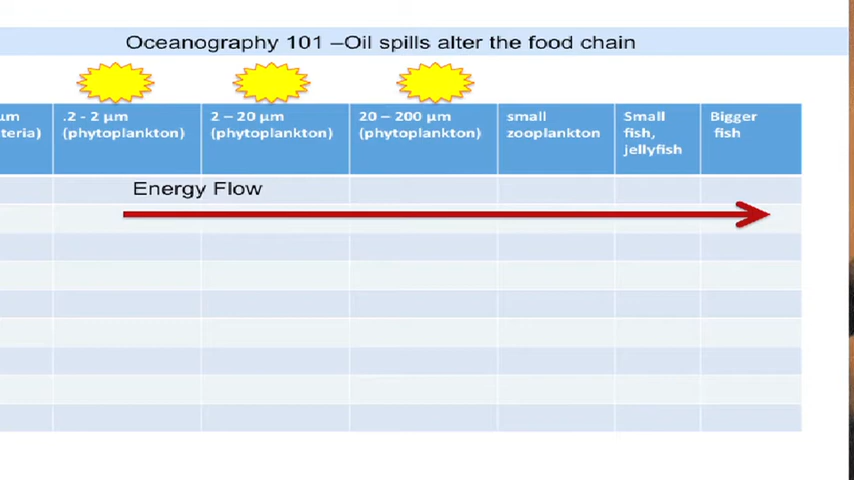 Oceanography 101 –Oil spills alter the food chain
µm
teria)
.2 - 2 µm
(phytoplankton)
2 – 20 µm
(phytoplankton)
20 – 200 µm
(phytoplankton)
small
zooplankton
Small
fish,
jellyfish
Bigger
fish
Energy Flow